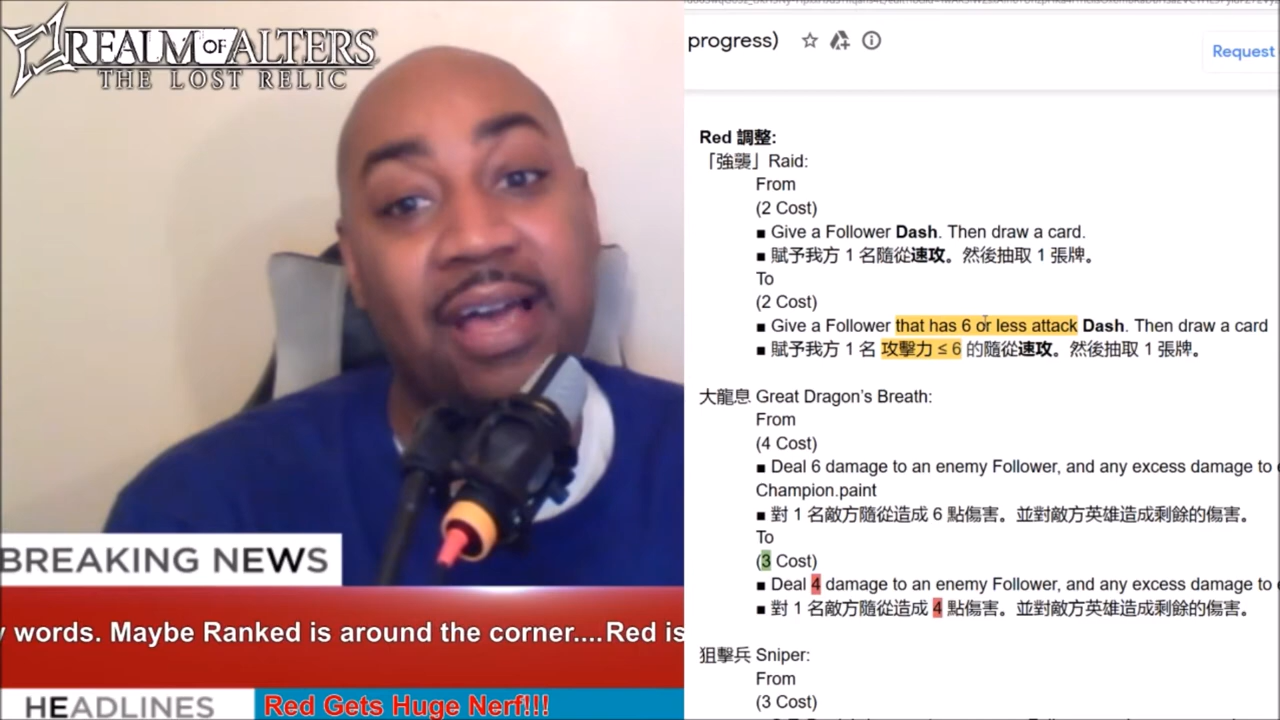 REALM OF ALTERS
THE LOST RELIC
progress)
Request
Red 調整:
「強襲」Raid:
From
(2 Cost)
■ Give a Follower Dash. Then draw a card.
■ 賦予我方 1 名隨從速攻。然後抽取 1 張牌。
To
(2 Cost)
■ Give a Follower that has 6 or less attack Dash. Then draw a card
■ 賦予我方 1 名 攻擊力 ≤ 6 的隨從速攻。然後抽取 1 張牌。
大龍息 Great Dragon's Breath:
From
(4 Cost)
■ Deal 6 damage to an enemy Follower, and any excess damage to
Champion.paint
■ 對 1 名敵方隨從造成 6 點傷害。並對敵方英雄造成剩餘的傷害。
To
(3 Cost)
■ Deal 4 damage to an enemy Follower, and any excess damage to
■ 對 1 名敵方隨從造成 4 點傷害。並對敵方英雄造成剩餘的傷害。
狙擊兵 Sniper:
From
(3 Cost)
BREAKING NEWS
y words. Maybe Ranked is around the corner....Red is
HEADLINES
Red Gets Huge Nerf!!!